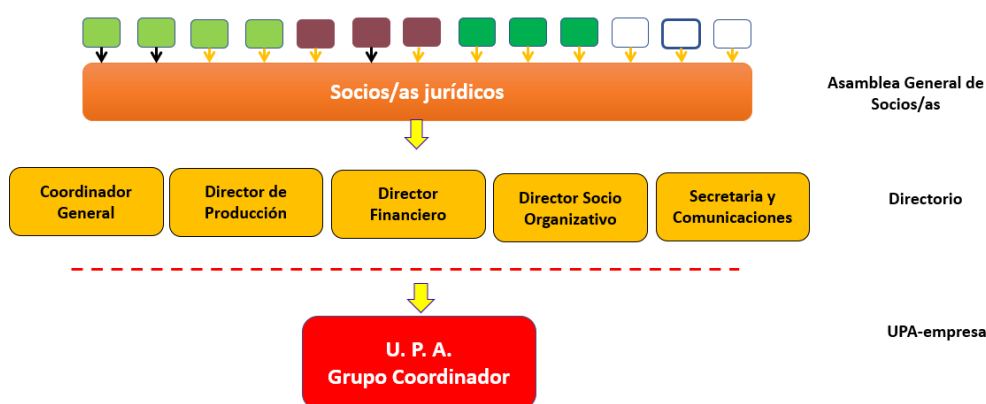 Socios/as jurídicos
Asamblea General de
Socios/as
Coordinador
General
Director de
Producción
Director
Financiero
Director Socio
Organizativo
Secretaria y
Comunicaciones
Directorio
U. P. A.
Grupo Coordinador
UPA-empresa